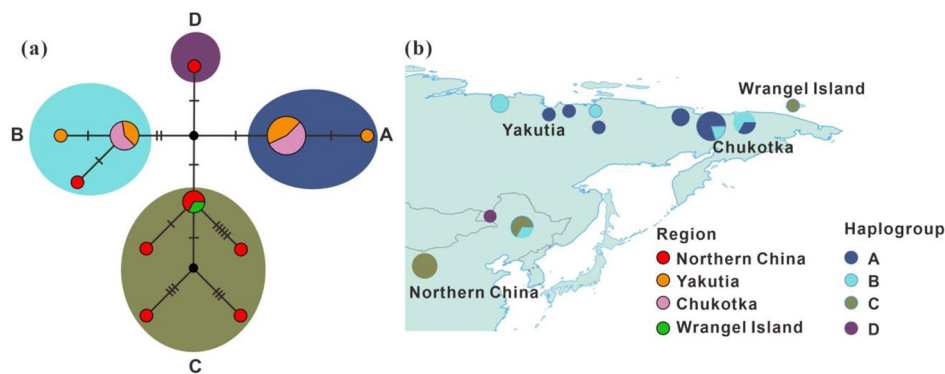 (a)
D
B
A
C
(b)
Wrangel Island
Yakutia
Chukotka
Northern China
Region
Northern China
Yakutia
Chukotka
Wrangel Island
Haplogroup
A
B
C
D